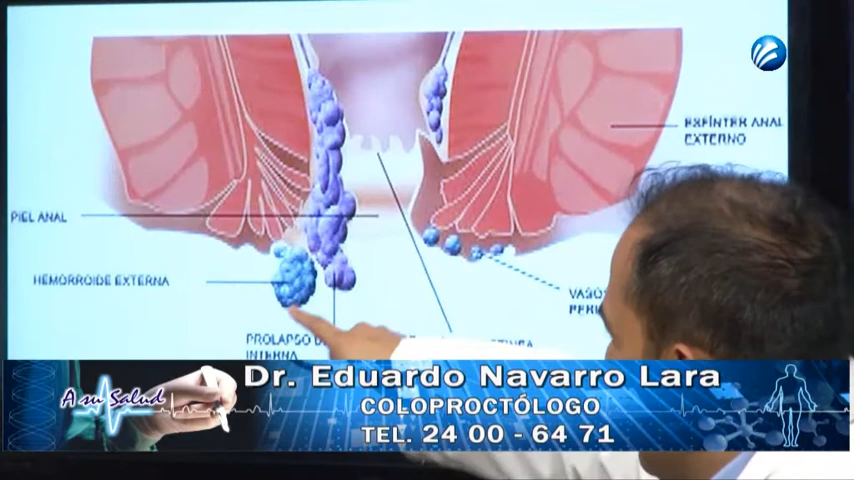 ESFÍNTER ANAL
EXTERNO
PIEL ANAL
HEMORROIDE EXTERNA
PROLAPSO
INTERNA
A su Salud
Dr. Eduardo Navarro Lara
COLOPROCTÓLOGO
TEL. 24 00 - 64 71